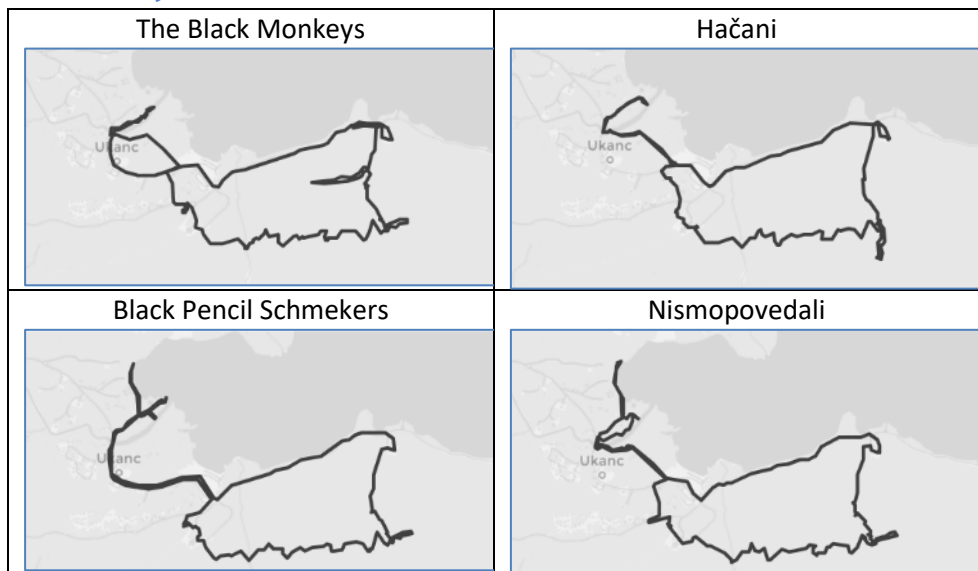 The Black Monkeys
Hačani
Ukanc
Ukanc
Black Pencil Schmekers
Nismopovedali
Ukanc
Ukanc